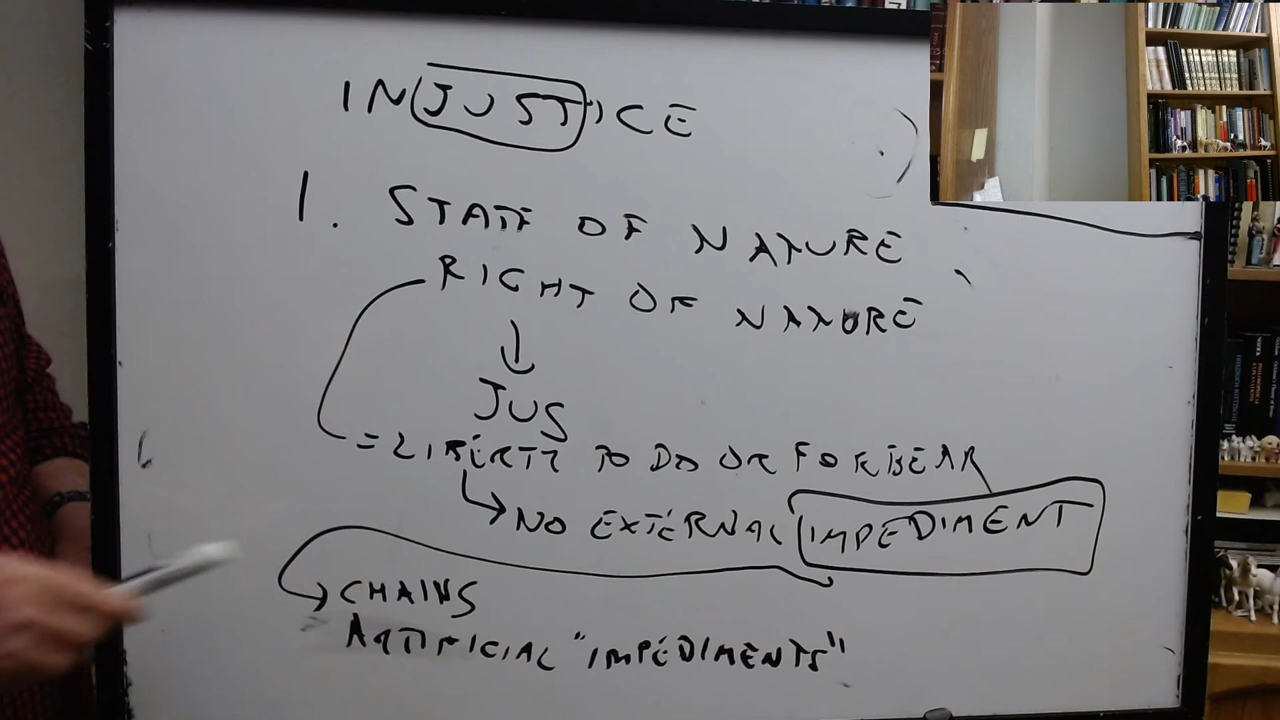 INJUSTICE
1. STATE OF NATURE
RIGHT OF NATURE
JUS
= LIBERTY TO DO OR FORBEAR
NO EXTERNAL IMPEDIMENT
CHAINS
ARTIFICIAL "IMPEDIMENTS"